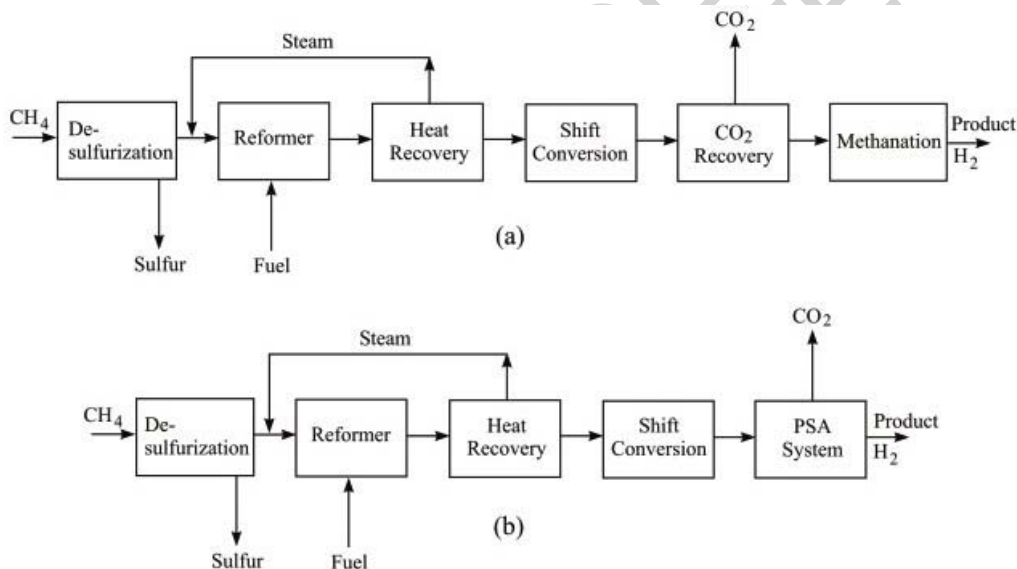 CO₂
Steam
CH₄
De-
sulfurization
Reformer
Heat
Recovery
Shift
Conversion
CO₂
Recovery
Methanation
Product
H₂
Sulfur
Fuel
(a)
CO₂
Steam
CH₄
De-
sulfurization
Reformer
Heat
Recovery
Shift
Conversion
PSA
System
Product
H₂
Sulfur
Fuel
(b)